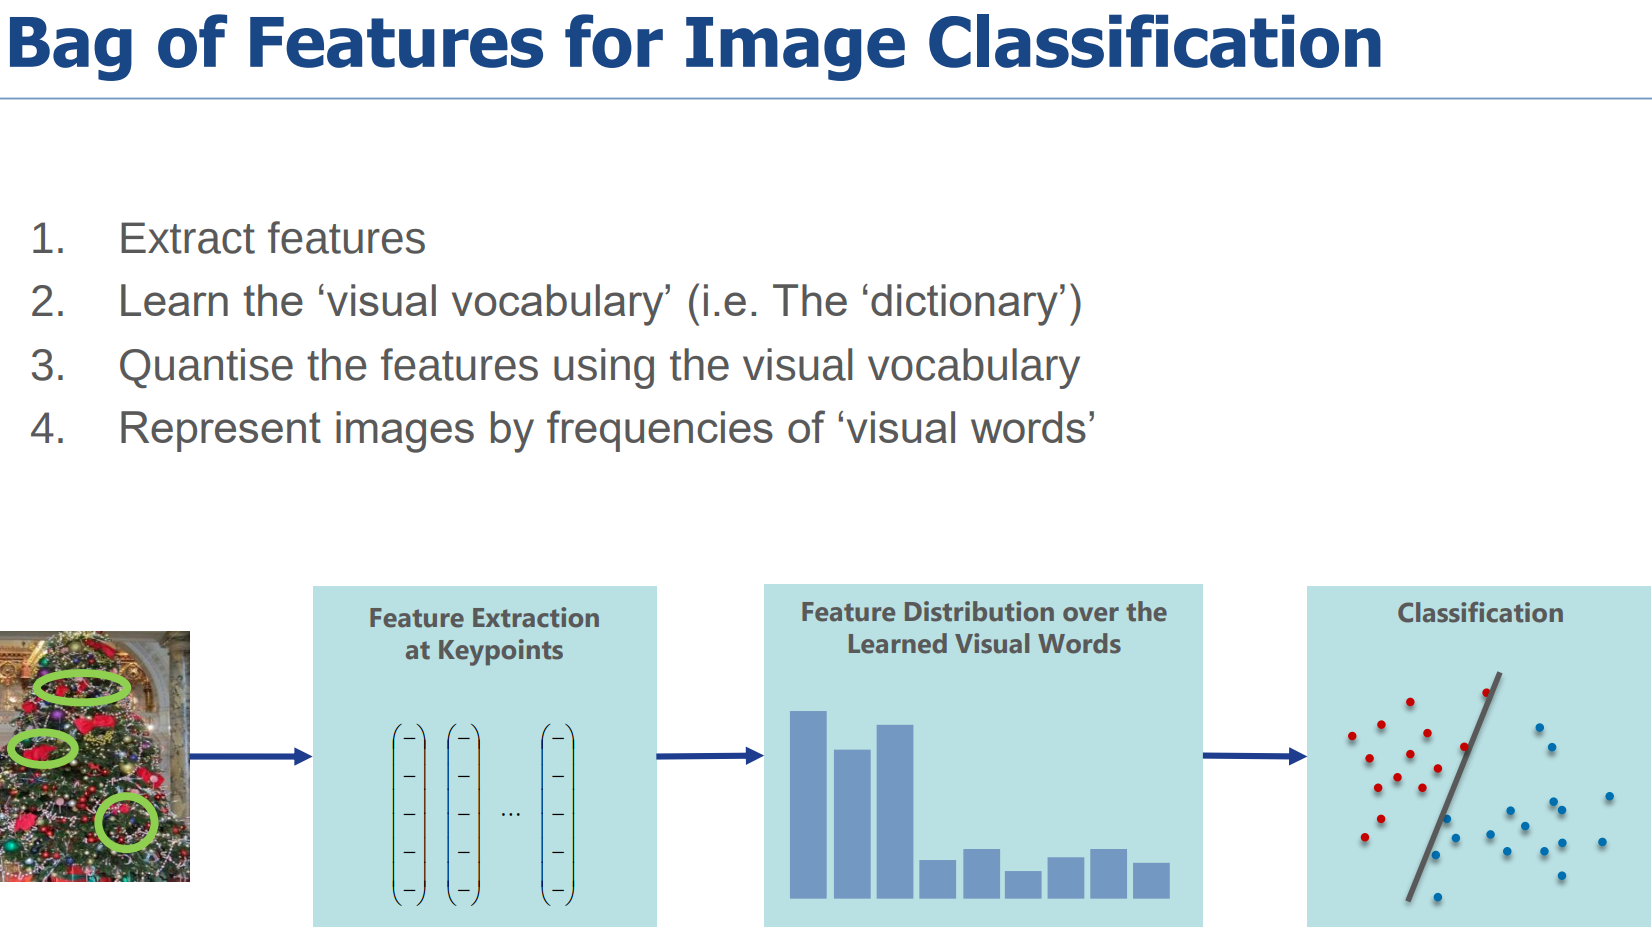 Bag of Features for Image Classification
1. Extract features
2. Learn the ‘visual vocabulary’ (i.e. The ‘dictionary’)
3. Quantise the features using the visual vocabulary
4. Represent images by frequencies of ‘visual words’
Feature Extraction
at Keypoints
...
Feature Distribution over the
Learned Visual Words
Classification